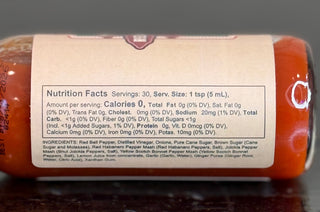 Nutrition Facts Servings: 30, Serv. Size: 1 tsp (5 mL),
Amount per serving: Calories 0, Total Fat 0g (0% DV), Sat. Fat 0g
(0% DV), Trans Fat 0g, Cholest. 0mg (0% DV), Sodium 20mg (1% DV), Total
Carb. <1g (0% DV), Fiber 0g (0% DV), Total Sugars <1g
(Incl. <1g Added Sugars, 1% DV), Protein 0g, Vit. D 0mcg (0% DV),
Calcium 0mg (0% DV), Iron 0mg (0% DV), Potas. 10mg (0% DV).
INGREDIENTS: Red Bell Pepper, Distilled Vinegar, Onions, Pure Cane Sugar, Brown Sugar (Cane
Sugar and Molasses), Red Habanero Pepper Mash (Red Habanero Peppers, Salt), Jolokia Pepper
Mash (Bhut Jolokia Peppers, Salt), Yellow Scotch Bonnet Pepper Mash (Yellow Scotch Bonnet
Peppers, Salt), Lemon Juice from concentrate, Garlic (Garlic, Water), Ginger Puree (Ginger, Root,
Water, Citric Acid), Xanthan Gum.